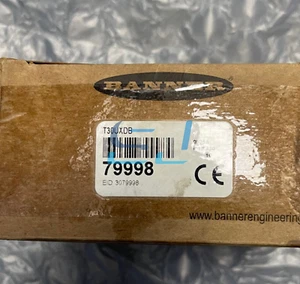 BANNER
T30UXDB
79998
EID: 3079998
CE
www.bannerengineering